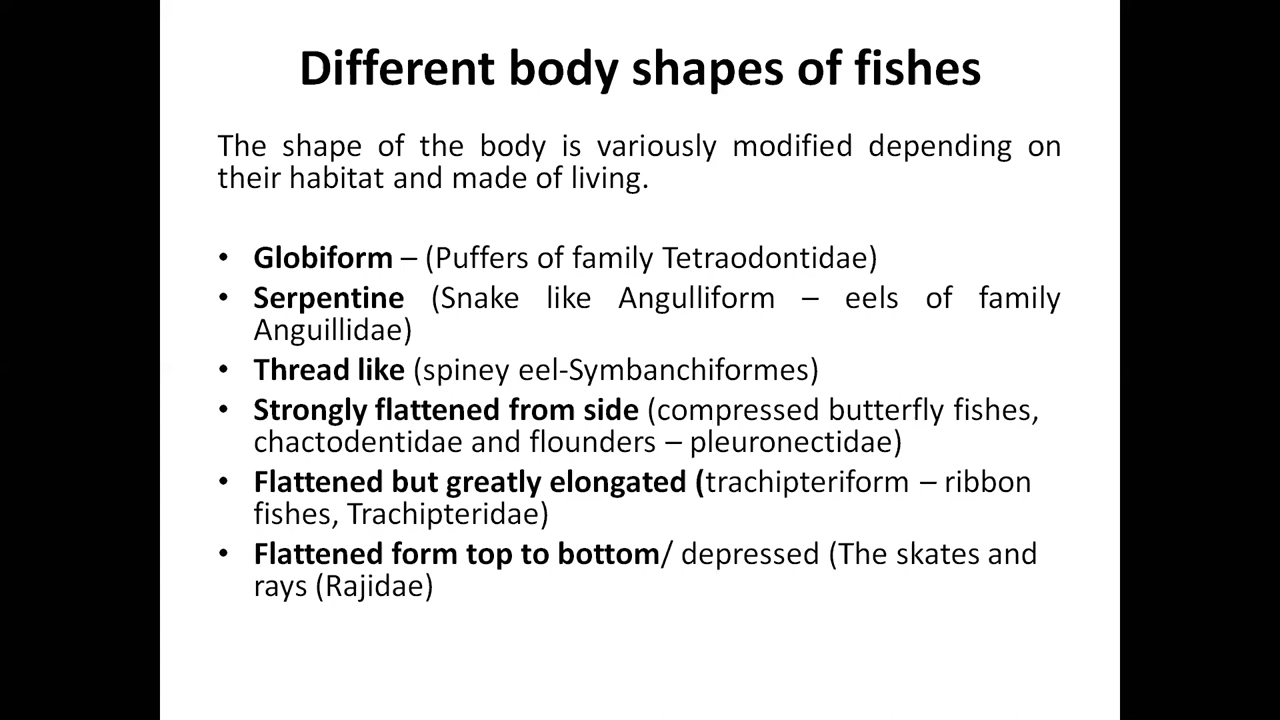 Different body shapes of fishes
The shape of the body is variously modified depending on
their habitat and made of living.
• Globiform – (Puffers of family Tetraodontidae)
• Serpentine (Snake like Angulliform – eels of family
Anguillidae)
• Thread like (spiney eel-Symbanchiformes)
• Strongly flattened from side (compressed butterfly fishes,
chactodentidae and flounders – pleuronectidae)
• Flattened but greatly elongated (trachipteriform – ribbon
fishes, Trachipteridae)
• Flattened form top to bottom/ depressed (The skates and
rays (Rajidae)